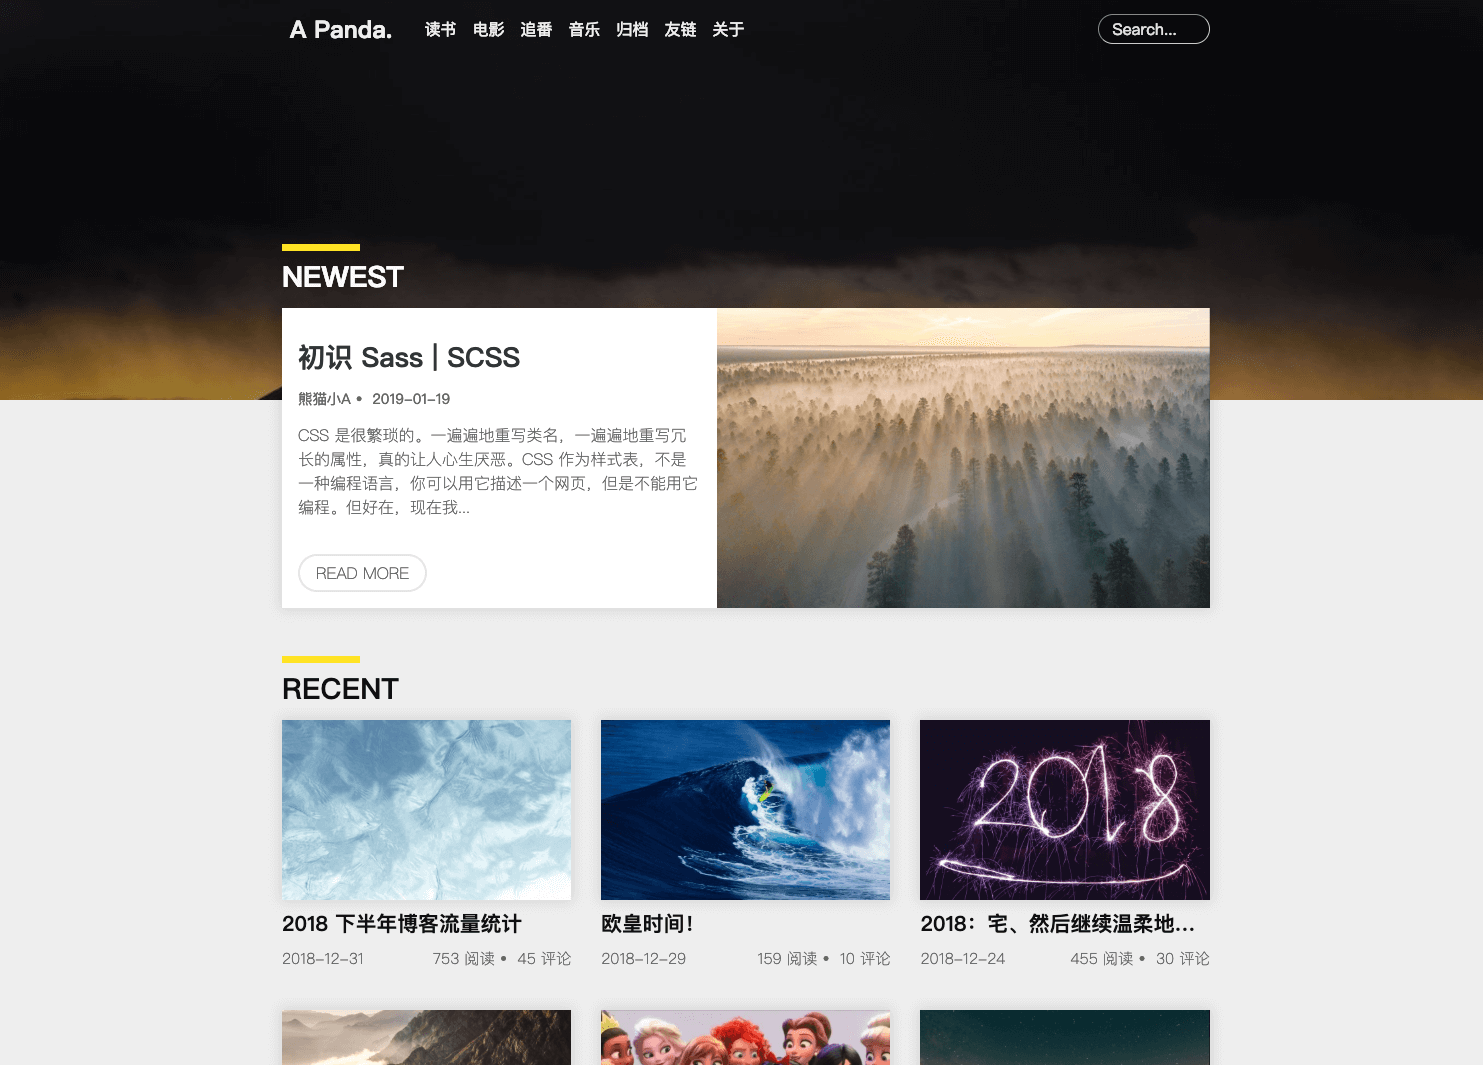 A Panda. 读书 电影 追番 音乐 归档 友链 关于 Search...
NEWEST
初识 Sass | SCSS
熊猫小A • 2019-01-19
CSS 是很繁琐的。一遍遍地重写类名，一遍遍地重写冗
长的属性，真的让人心生厌恶。CSS 作为样式表，不是
一种编程语言，你可以用它描述一个网页，但是不能用它
编程。但好在，现在我...
READ MORE
RECENT
2018
2018 下半年博客流量统计
2018-12-31 753 阅读 • 45 评论
欧皇时间！
2018-12-29 159 阅读 • 10 评论
2018：宅、然后继续温柔地...
2018-12-24 455 阅读 • 30 评论